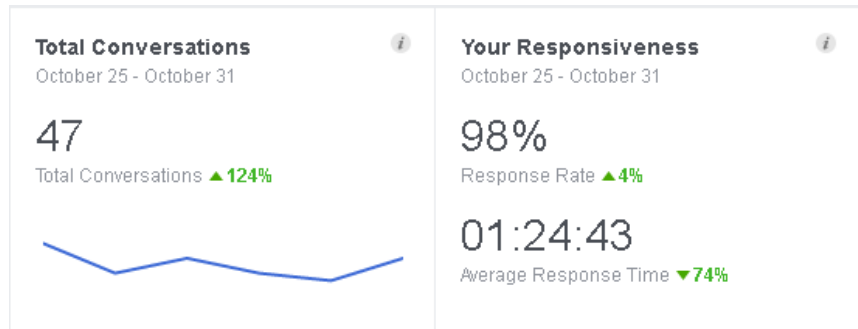 Total Conversations
October 25 - October 31
47
Total Conversations ▲124%
Your Responsiveness
October 25 - October 31
98%
Response Rate ▲4%
01:24:43
Average Response Time ▼74%